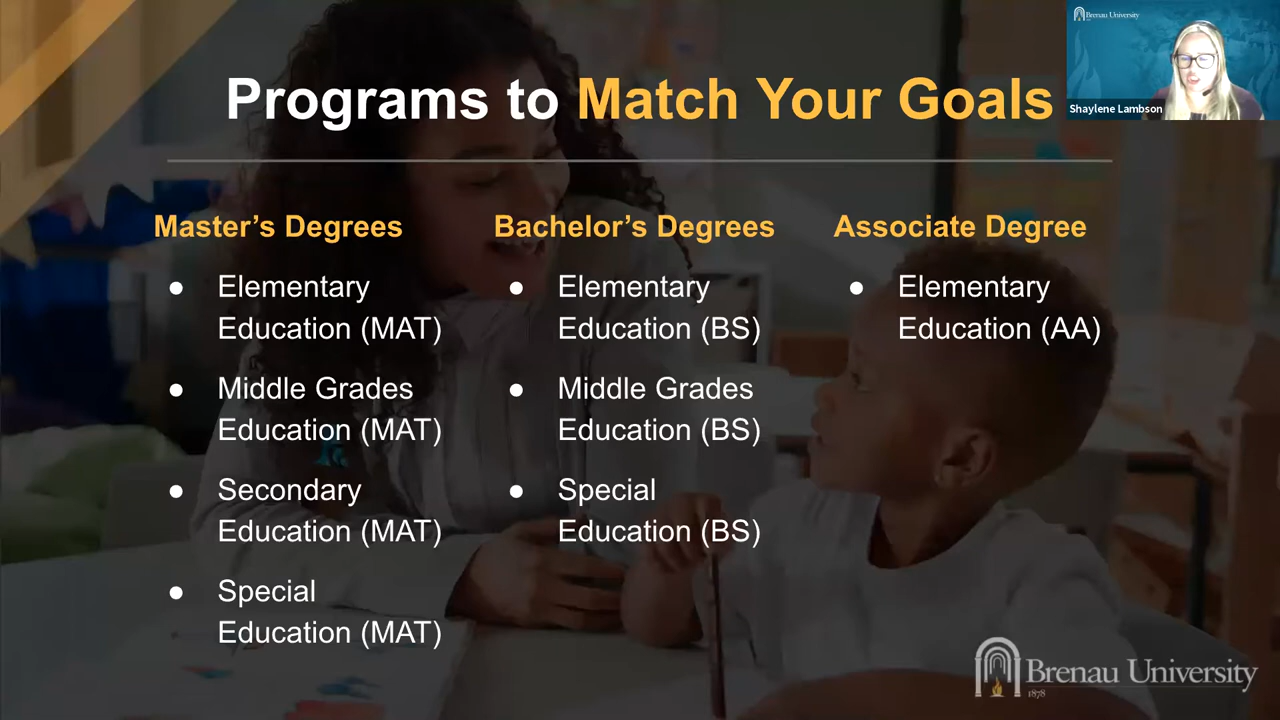 Programs to Match Your Goals
Brenau University
Shaylene Lambson
Master's Degrees
● Elementary
Education (MAT)
● Middle Grades
Education (MAT)
● Secondary
Education (MAT)
● Special
Education (MAT)
Bachelor's Degrees
● Elementary
Education (BS)
● Middle Grades
Education (BS)
● Special
Education (BS)
Associate Degree
● Elementary
Education (AA)
Brenau University
1878